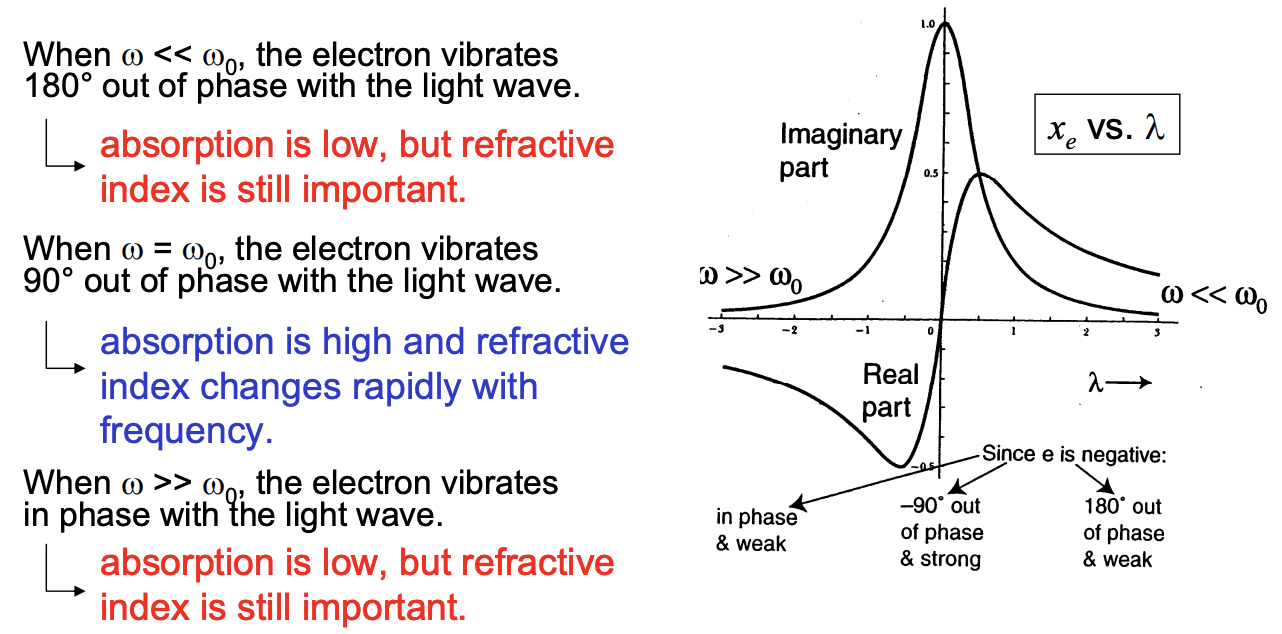 When ω << ω₀, the electron vibrates
180° out of phase with the light wave.
absorption is low, but refractive
index is still important.
When ω = ω₀, the electron vibrates
90° out of phase with the light wave.
absorption is high and refractive
index changes rapidly with
frequency.
When ω >> ω₀, the electron vibrates
in phase with the light wave.
absorption is low, but refractive
index is still important.
1.0
Imaginary
part
xₑ vs. λ
0.5
ω >> ω₀
ω << ω₀
-3 -2 -1 0 1 2 3
Real
part
λ
-0.5
Since e is negative:
in phase
& weak
–90° out
of phase
& strong
180° out
of phase
& weak